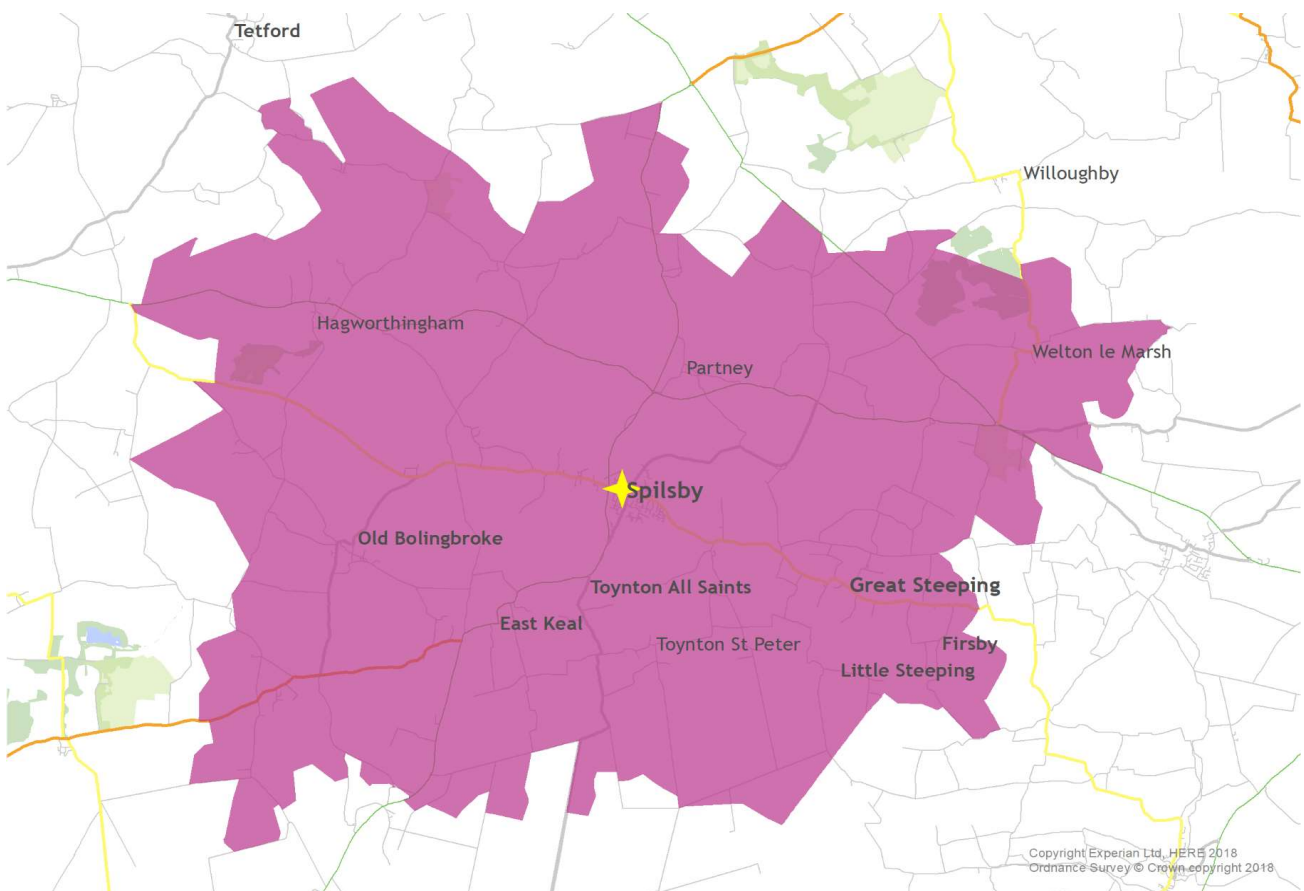 Tetford
Willoughby
Hagworthingham
Welton le Marsh
Partney
Spilsby
Old Bolingbroke
Toynton All Saints
Great Steeping
East Keal
Toynton St Peter
Firsby
Little Steeping
Copyright Experian Ltd, HERE 2018
Ordnance Survey © Crown copyright 2018